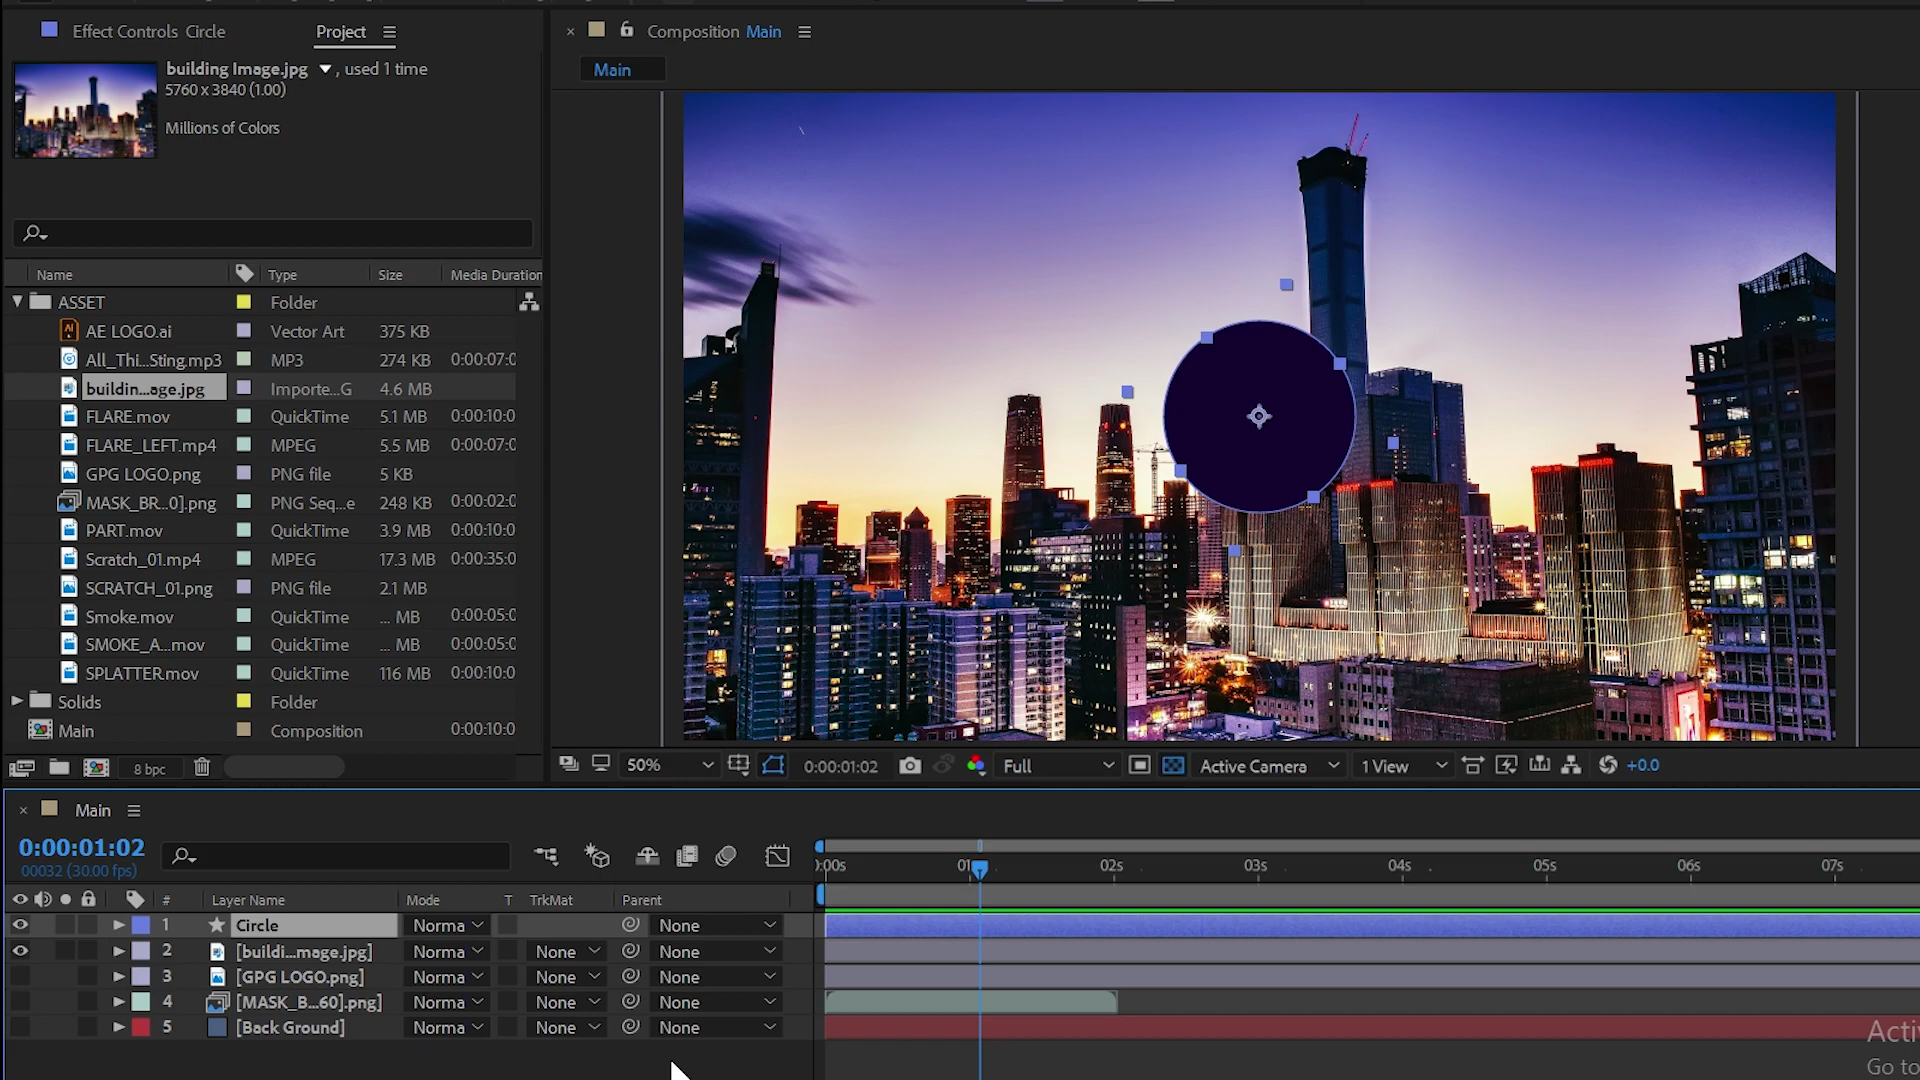 Effect Controls Circle
Project
building Image.jpg , used 1 time
5760 x 3840 (1.00)
Millions of Colors
Name Type Size Media Duration
ASSET Folder
AE LOGO.ai Vector Art 375 KB
All_Thi...Sting.mp3 MP3 274 KB 0:00:07:0
buildin...age.jpg Importe...G 4.6 MB
FLARE.mov QuickTime 5.1 MB 0:00:10:0
FLARE_LEFT.mp4 MPEG 5.5 MB 0:00:07:0
GPG LOGO.png PNG file 5 KB
MASK_BR...0].png PNG Seq...e 248 KB 0:00:02:0
PART.mov QuickTime 3.9 MB 0:00:10:0
Scratch_01.mp4 MPEG 17.3 MB 0:00:35:0
SCRATCH_01.png PNG file 2.1 MB
Smoke.mov QuickTime ... MB 0:00:05:0
SMOKE_A...mov QuickTime ... MB 0:00:05:0
SPLATTER.mov QuickTime 116 MB 0:00:10:0
Solids Folder
Main Composition 0:00:10:0
8 bpc
Composition Main
Main
50% 0:00:01:02 Full Active Camera 1 View +0.0
Main
0:00:01:02
00032 (30.00 fps)
:00s 01 02s 03s 04s 05s 06s 07s
# Layer Name Mode T TrkMat Parent
1 Circle Norma None
2 [buildi...mage.jpg] Norma None None
3 [GPG LOGO.png] Norma None None
4 [MASK_B...60].png] Norma None None
5 [Back Ground] Norma None None
Acti
Go to